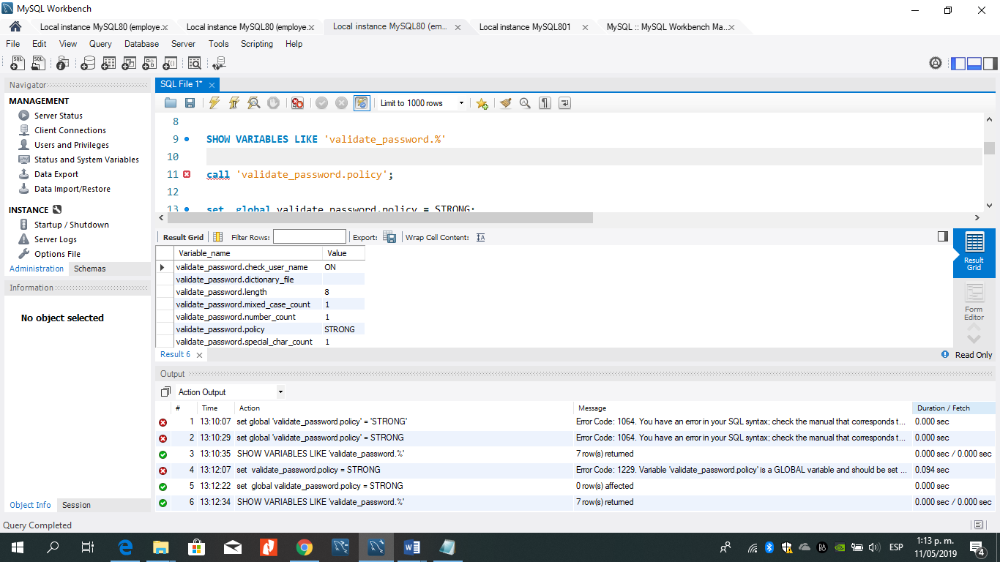 MySQL Workbench
Local instance MySQL80 (employe... Local instance MySQL80 (employe... Local instance MySQL80 (em... Local instance MySQL801 MySQL :: MySQL Workbench Ma...
File Edit View Query Database Server Tools Scripting Help
Navigator
MANAGEMENT
Server Status
Client Connections
Users and Privileges
Status and System Variables
Data Export
Data Import/Restore
INSTANCE
Startup / Shutdown
Server Logs
Options File
Administration Schemas
Information
No object selected
Object Info Session
SQL File 1*
Limit to 1000 rows
8
9 SHOW VARIABLES LIKE 'validate_password.%'
10
11 call 'validate_password.policy';
12
13 set global validate_password.policy = STRONG;
Result Grid Filter Rows: Export: Wrap Cell Content:
Variable_name Value
validate_password.check_user_name ON
validate_password.dictionary_file
validate_password.length 8
validate_password.mixed_case_count 1
validate_password.number_count 1
validate_password.policy STRONG
validate_password.special_char_count 1
Result Grid
Form Editor
Result 6 Read Only
Output
Action Output
# Time Action Message Duration / Fetch
1 13:10:07 set global 'validate_password.policy' = 'STRONG' Error Code: 1064. You have an error in your SQL syntax; check the manual that corresponds t... 0.000 sec
2 13:10:29 set global 'validate_password.policy' = STRONG Error Code: 1064. You have an error in your SQL syntax; check the manual that corresponds t... 0.000 sec
3 13:10:35 SHOW VARIABLES LIKE 'validate_password.%' 7 row(s) returned 0.000 sec / 0.000 sec
4 13:12:07 set validate_password.policy = STRONG Error Code: 1229. Variable 'validate_password.policy' is a GLOBAL variable and should be set ... 0.094 sec
5 13:12:22 set global validate_password.policy = STRONG 0 row(s) affected 0.000 sec
6 13:12:34 SHOW VARIABLES LIKE 'validate_password.%' 7 row(s) returned 0.000 sec / 0.000 sec
Query Completed
ESP 1:13 p. m.
11/05/2019
4